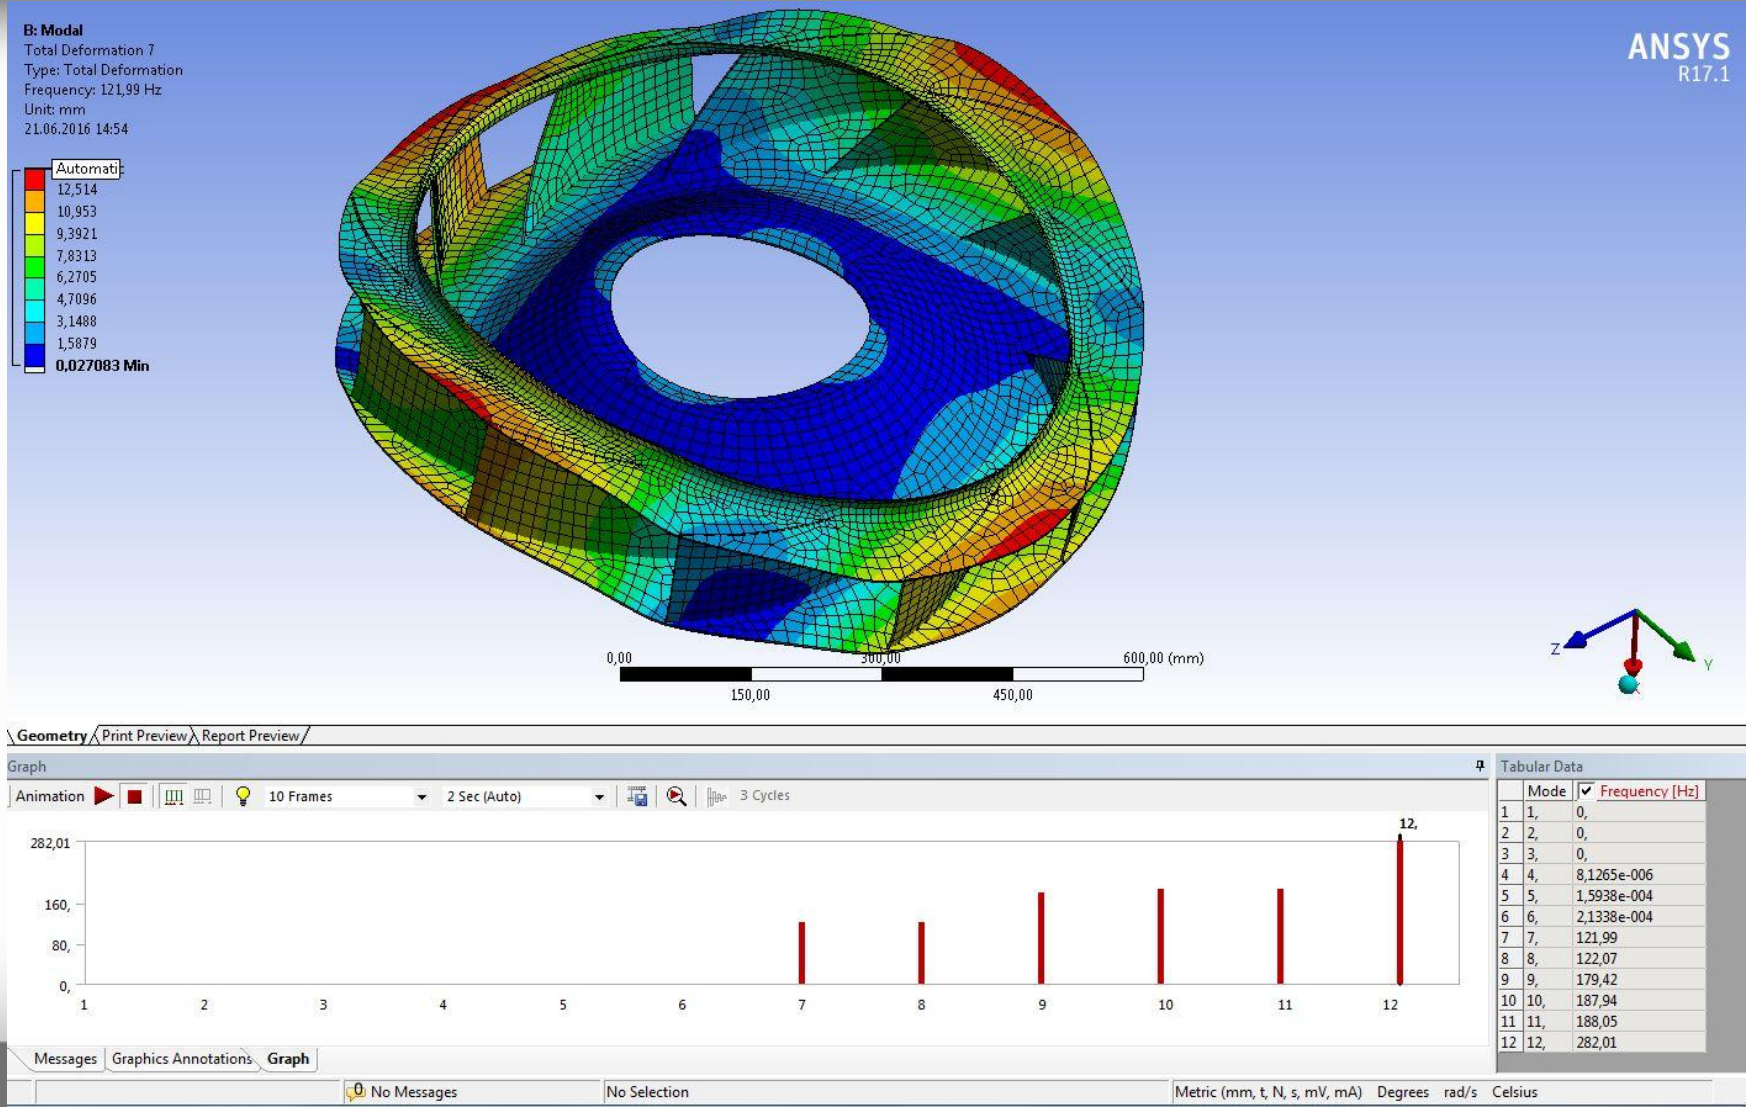 B: Modal
Total Deformation 7
Type: Total Deformation
Frequency: 121,99 Hz
Unit: mm
21.06.2016 14:54
ANSYS
R17.1
Automatic
12,514
10,953
9,3921
7,8313
6,2705
4,7096
3,1488
1,5879
0,027083 Min
0,00 300,00 600,00 (mm)
150,00 450,00
Z Y X
Geometry Print Preview Report Preview
Graph
Animation 10 Frames 2 Sec (Auto) 3 Cycles
12,
282,01
160,
80,
0,
1 2 3 4 5 6 7 8 9 10 11 12
Tabular Data
Mode Frequency [Hz]
1 1, 0,
2 2, 0,
3 3, 0,
4 4, 8,1265e-006
5 5, 1,5938e-004
6 6, 2,1338e-004
7 7, 121,99
8 8, 122,07
9 9, 179,42
10 10, 187,94
11 11, 188,05
12 12, 282,01
Messages Graphics Annotations Graph
0 No Messages No Selection Metric (mm, t, N, s, mV, mA) Degrees rad/s Celsius